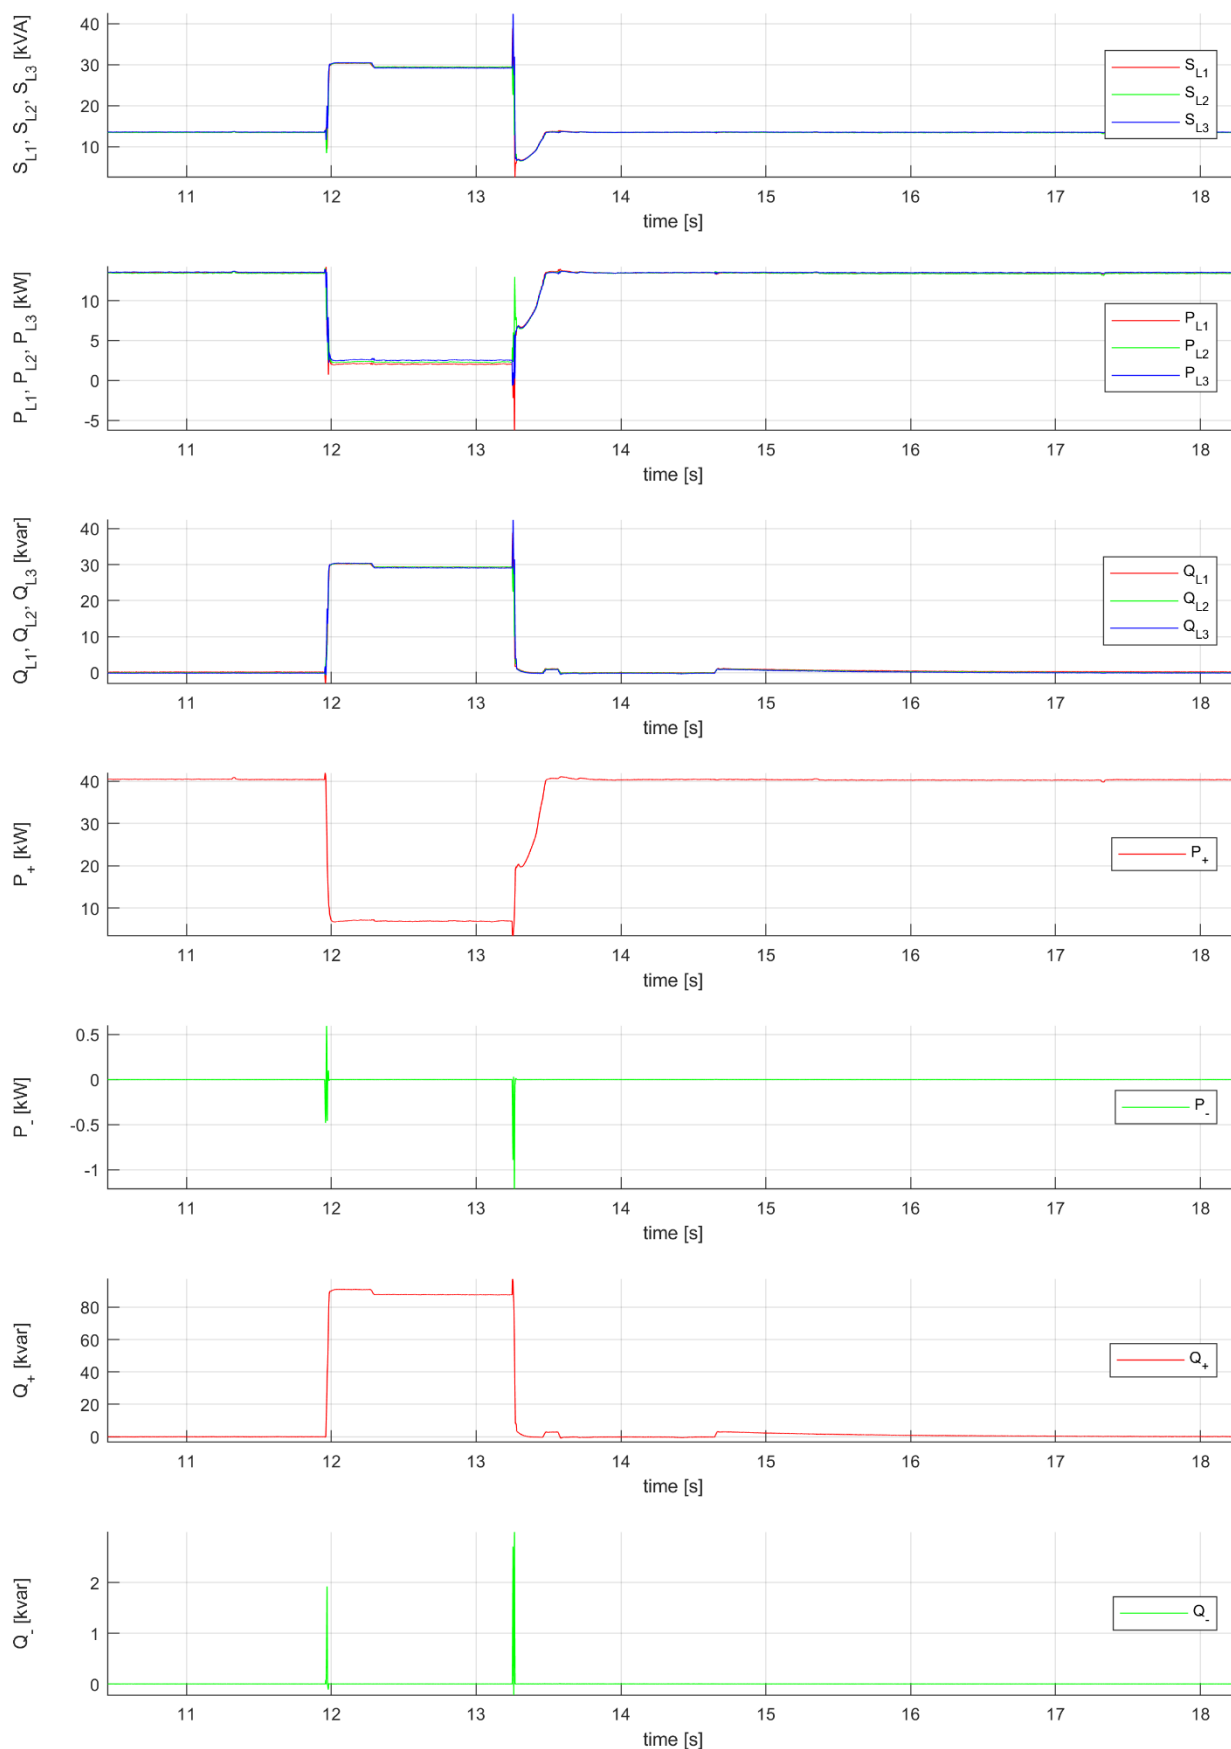 S_L1, S_L2, S_L3 [kVA]
40
30
20
10
S_L1
S_L2
S_L3
11 12 13 14 15 16 17 18
time [s]
P_L1, P_L2, P_L3 [kW]
10
5
0
-5
P_L1
P_L2
P_L3
11 12 13 14 15 16 17 18
time [s]
Q_L1, Q_L2, Q_L3 [kvar]
40
30
20
10
0
Q_L1
Q_L2
Q_L3
11 12 13 14 15 16 17 18
time [s]
P_+ [kW]
40
30
20
10
P_+
11 12 13 14 15 16 17 18
time [s]
P_- [kW]
0.5
0
-0.5
-1
P_-
11 12 13 14 15 16 17 18
time [s]
Q_+ [kvar]
80
60
40
20
0
Q_+
11 12 13 14 15 16 17 18
time [s]
Q_- [kvar]
2
1
0
Q_-
11 12 13 14 15 16 17 18
time [s]